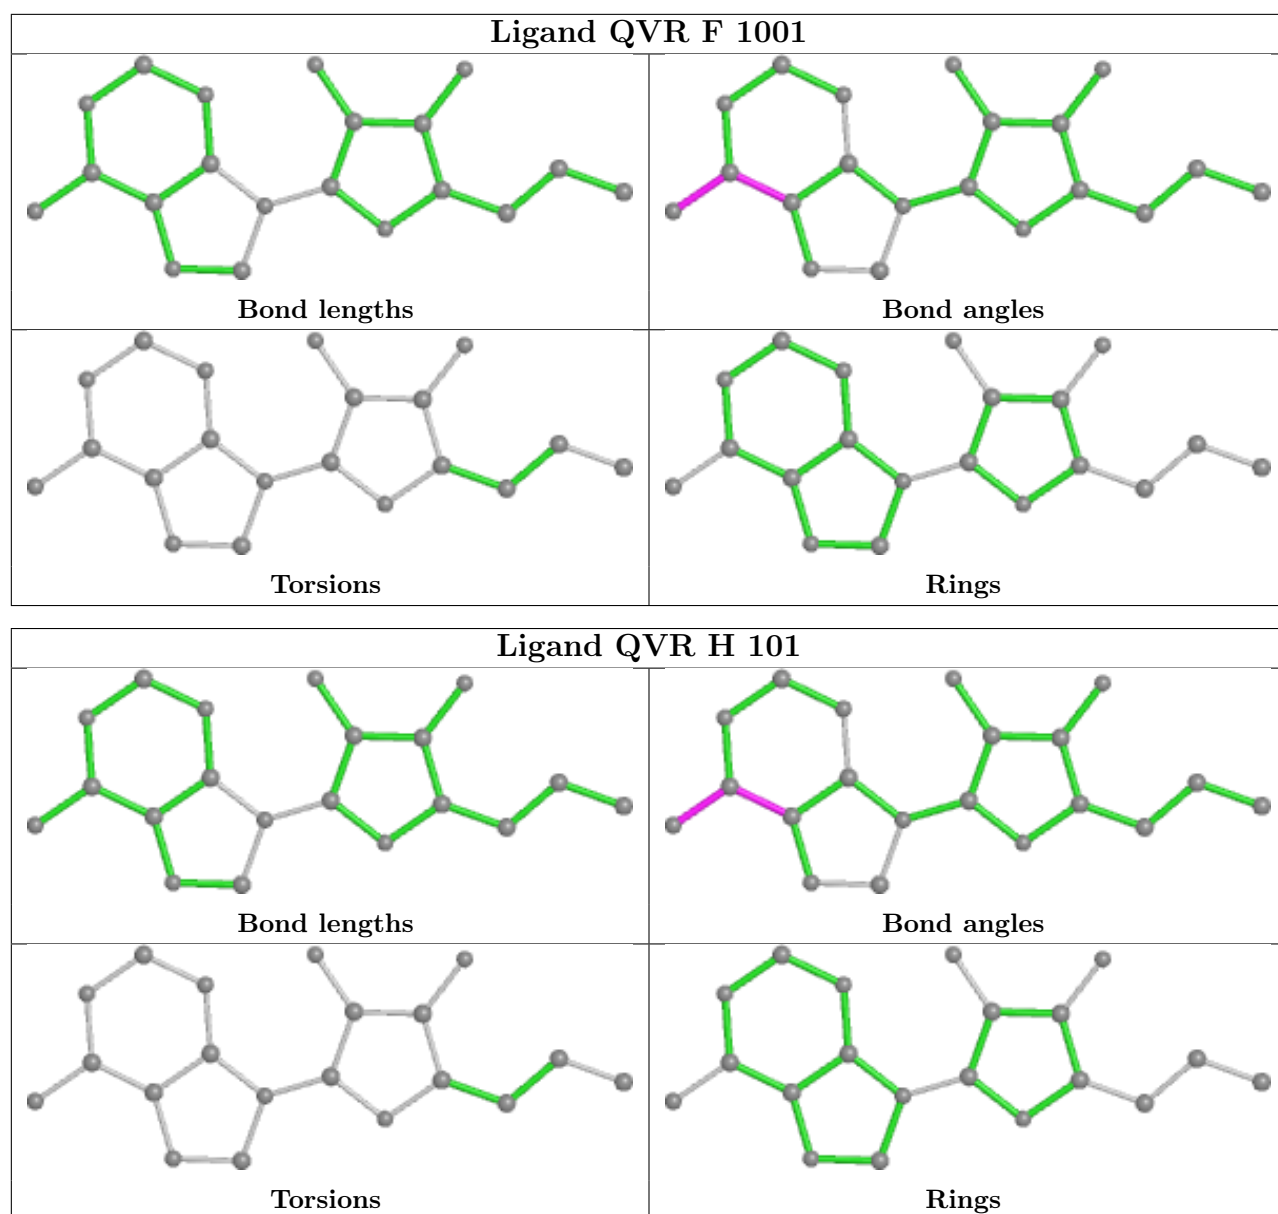 Ligand QVR F 1001
Bond lengths
Bond angles
Torsions
Rings
Ligand QVR H 101
Bond lengths
Bond angles
Torsions
Rings